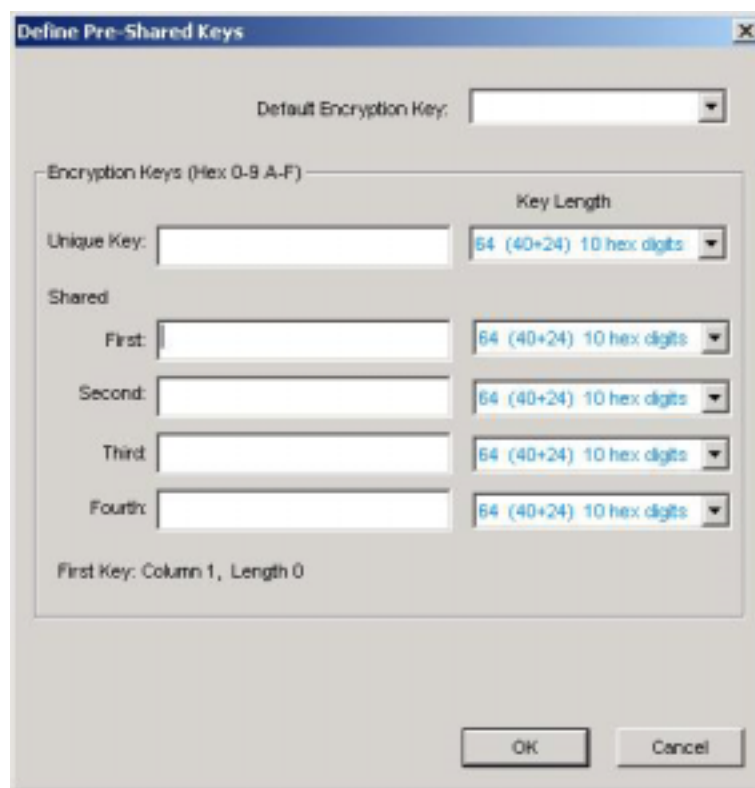 Define Pre-Shared Keys
Default Encryption Key:
Encryption Keys (Hex 0-9 A-F)
Key Length
Unique Key: 64 (40+24) 10 hex digits
Shared
First: 64 (40+24) 10 hex digits
Second: 64 (40+24) 10 hex digits
Third: 64 (40+24) 10 hex digits
Fourth: 64 (40+24) 10 hex digits
First Key: Column 1, Length 0
OK Cancel